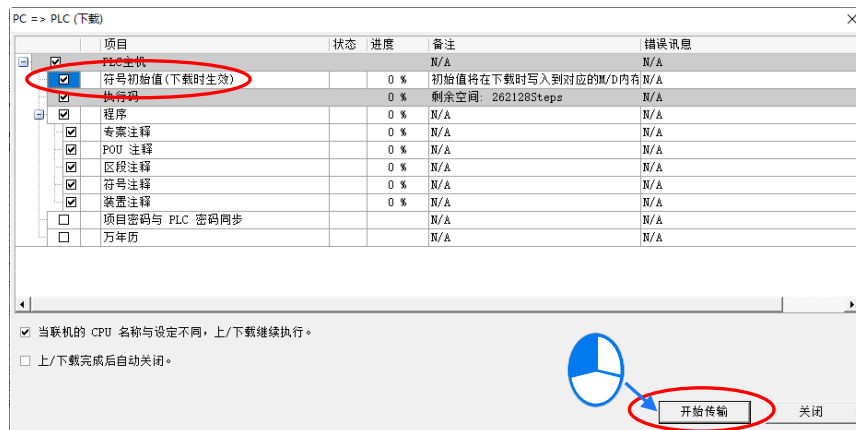 PC => PLC (下载)
项目 状态 进度 备注 错误讯息
PLC主机 N/A N/A
符号初始值(下载时生效) 0 % 初始值将在下载时写入到对应的M/D内存 N/A
执行码 0 % 剩余空间: 262128Steps N/A
程序 0 % N/A N/A
专案注释 0 % N/A N/A
POU 注释 0 % N/A N/A
区段注释 0 % N/A N/A
符号注释 0 % N/A N/A
装置注释 0 % N/A N/A
项目密码与 PLC 密码同步 N/A N/A
万年历 N/A N/A
当联机的 CPU 名称与设定不同，上/下载继续执行。
上/下载完成后自动关闭。
开始传输 关闭